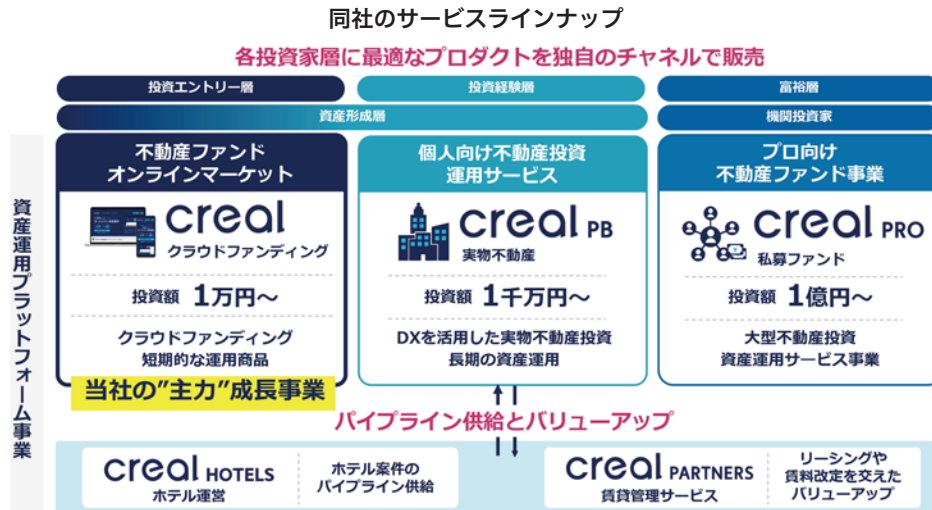 同社のサービスラインナップ
各投資家層に最適なプロダクトを独自のチャネルで販売
投資エントリー層
投資経験層
富裕層
資産形成層
機関投資家
資産運用プラットフォーム事業
不動産ファンド
オンラインマーケット
creal
クラウドファンディング
投資額 1万円〜
クラウドファンディング
短期的な運用商品
当社の”主力”成長事業
個人向け不動産投資
運用サービス
creal PB
実物不動産
投資額 1千万円〜
DXを活用した実物不動産投資
長期の資産運用
プロ向け
不動産ファンド事業
creal PRO
私募ファンド
投資額 1億円〜
大型不動産投資
資産運用サービス事業
パイプライン供給とバリューアップ
creal HOTELS
ホテル運営
ホテル案件の
パイプライン供給
creal PARTNERS
賃貸管理サービス
リーシングや
賃料改定を交えた
バリューアップ